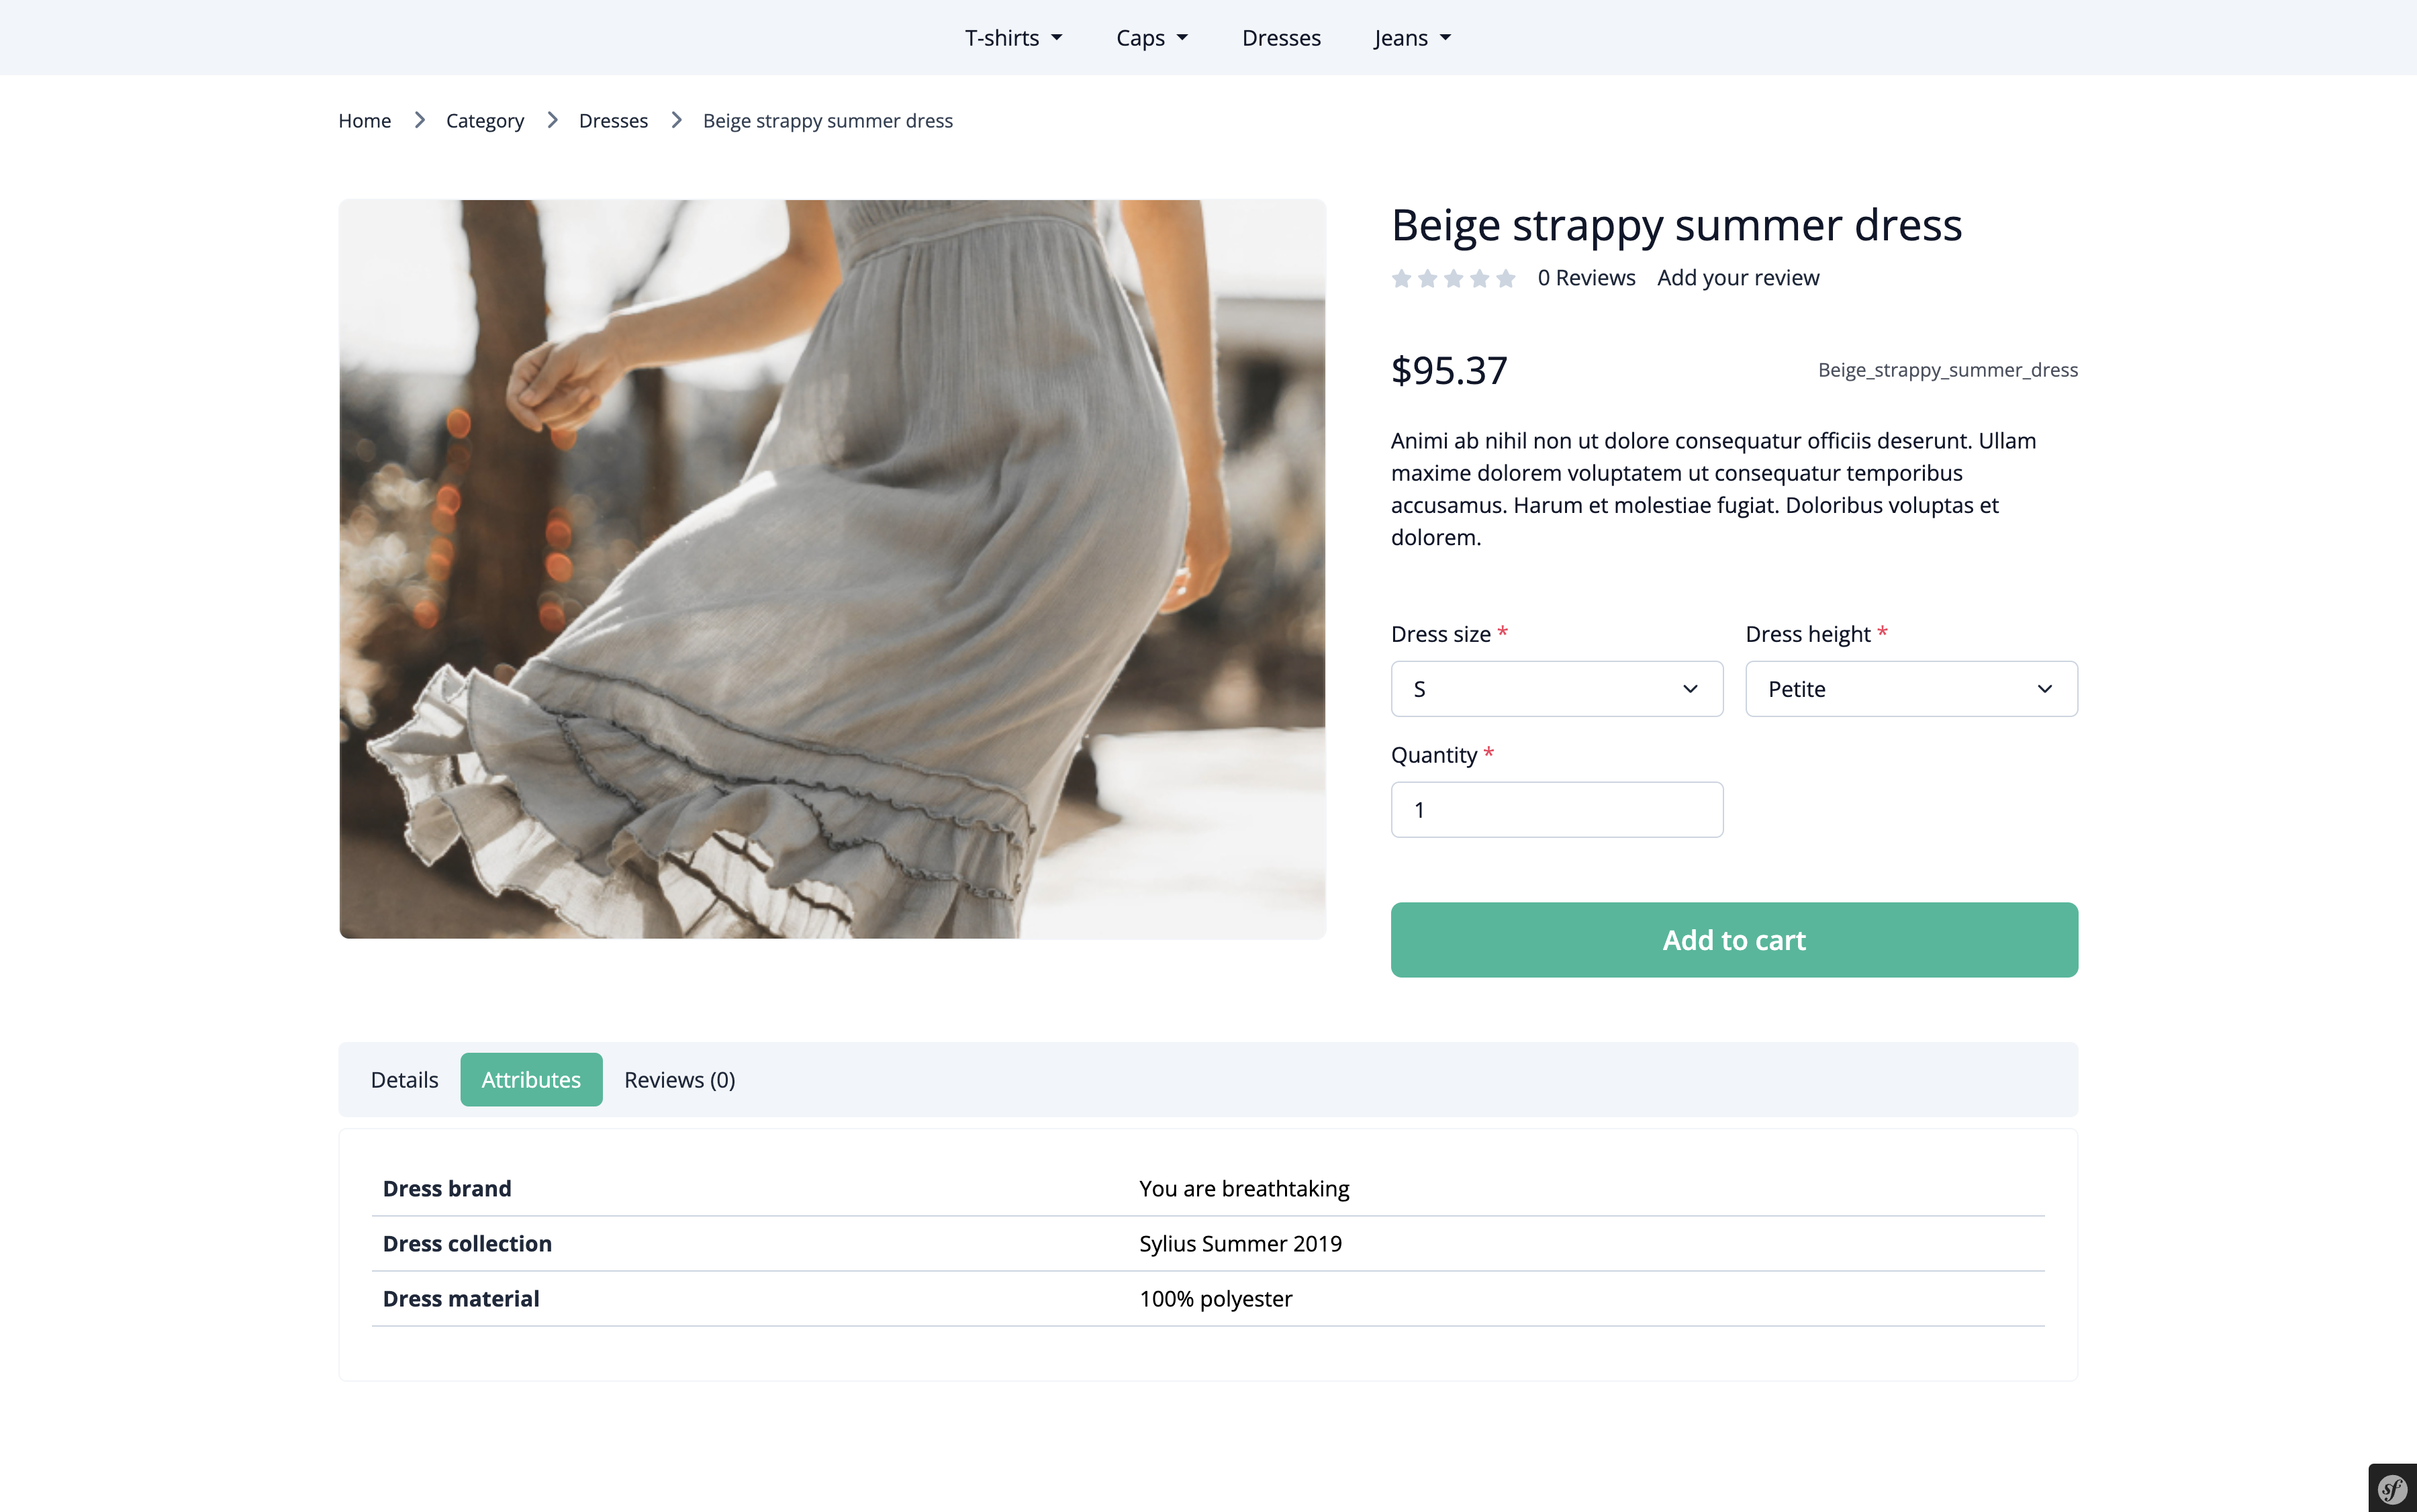 T-shirts Caps Dresses Jeans
Home Category Dresses Beige strappy summer dress
Beige strappy summer dress
0 Reviews Add your review
$95.37 Beige_strappy_summer_dress
Animi ab nihil non ut dolore consequatur officiis deserunt. Ullam
maxime dolorem voluptatem ut consequatur temporibus
accusamus. Harum et molestiae fugiat. Doloribus voluptas et
dolorem.
Dress size * Dress height *
S Petite
Quantity *
1
Add to cart
Details Attributes Reviews (0)
Dress brand You are breathtaking
Dress collection Sylius Summer 2019
Dress material 100% polyester
sf